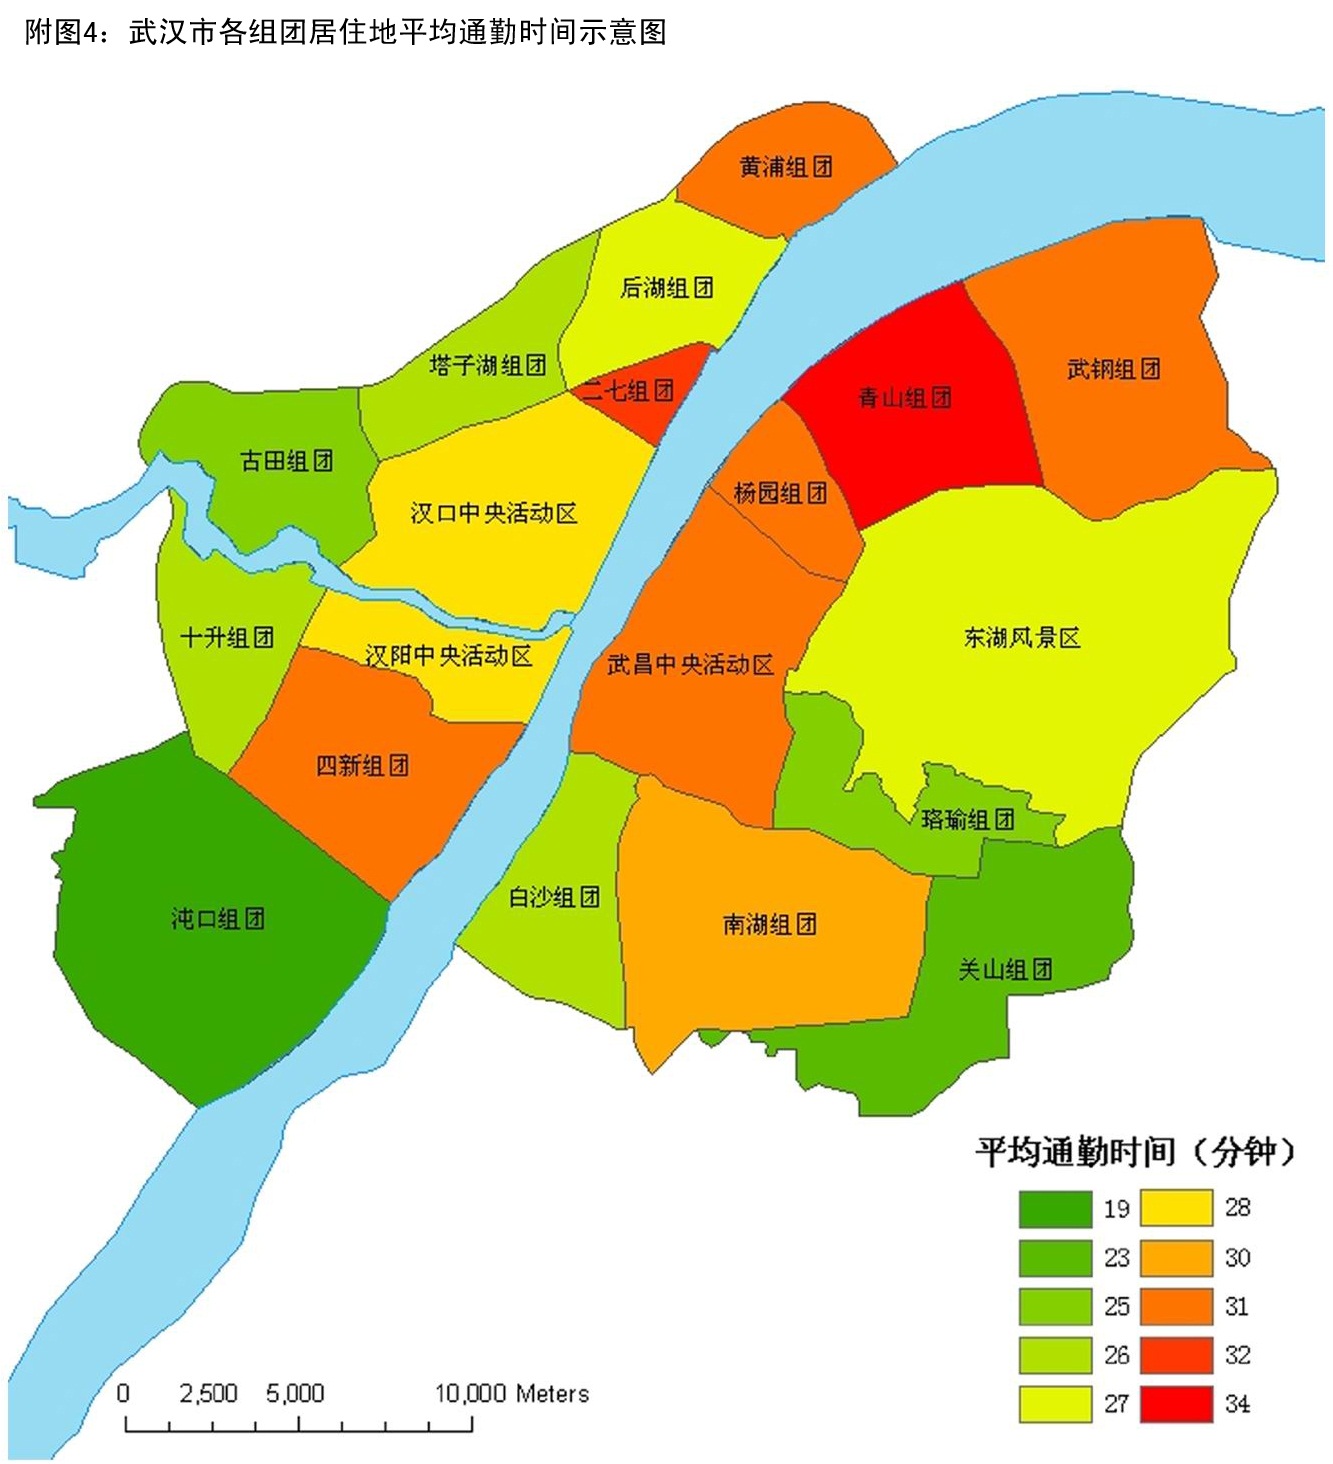 附图4：武汉市各组团居住地平均通勤时间示意图
黄浦组团
后湖组团
塔子湖组团
二七组团
武钢组团
青山组团
古田组团
杨园组团
汉口中央活动区
十升组团
汉阳中央活动区
武昌中央活动区
东湖风景区
四新组团
珞瑜组团
白沙组团
沌口组团
南湖组团
关山组团
平均通勤时间（分钟）
19 28
23 30
25 31
26 32
27 34
0 2,500 5,000 10,000 Meters